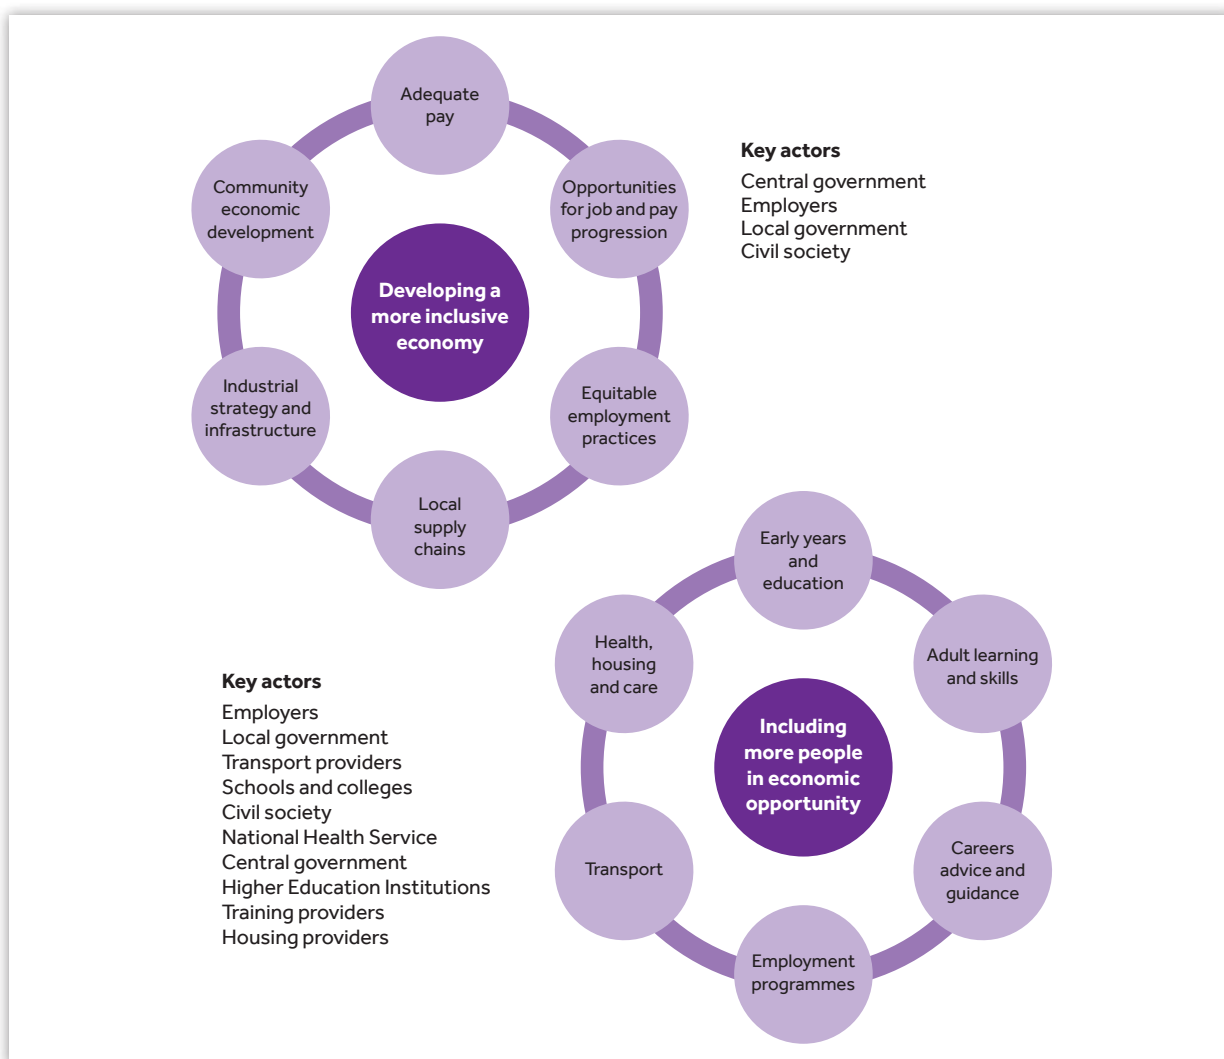 Adequate
pay
Opportunities
for job and pay
progression
Equitable
employment
practices
Local
supply
chains
Industrial
strategy and
infrastructure
Community
economic
development
Developing a
more inclusive
economy
Key actors
Central government
Employers
Local government
Civil society
Early years
and
education
Adult learning
and skills
Careers
advice and
guidance
Employment
programmes
Transport
Health,
housing
and care
Including
more people
in economic
opportunity
Key actors
Employers
Local government
Transport providers
Schools and colleges
Civil society
National Health Service
Central government
Higher Education Institutions
Training providers
Housing providers